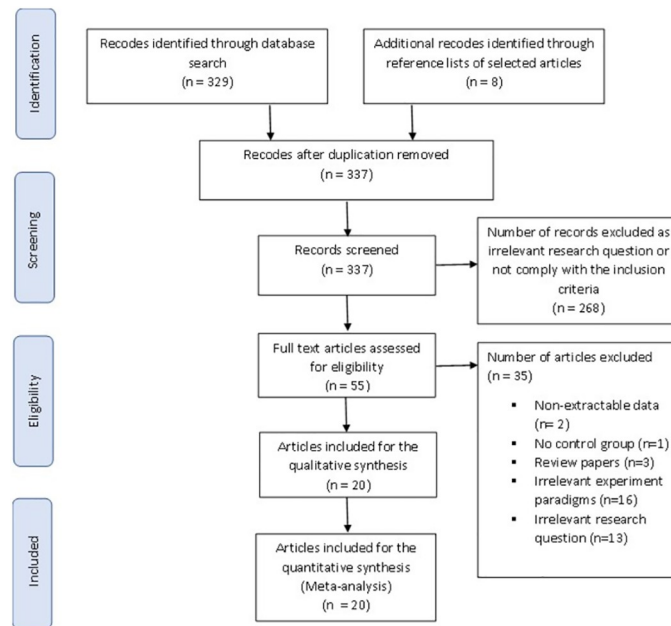 Identification
Recodes identified through database
search
(n = 329)
Additional recodes identified through
reference lists of selected articles
(n = 8)
Recodes after duplication removed
(n = 337)
Screening
Records screened
(n = 337)
Number of records excluded as
irrelevant research question or
not comply with the inclusion
criteria
(n = 268)
Eligibility
Full text articles assessed
for eligibility
(n = 55)
Number of articles excluded
(n = 35)
▪ Non-extractable data
(n= 2)
▪ No control group (n=1)
▪ Review papers (n=3)
▪ Irrelevant experiment
paradigms (n=16)
▪ Irrelevant research
question (n=13)
Articles included for the
qualitative synthesis
(n = 20)
Included
Articles included for the
quantitative synthesis
(Meta-analysis)
(n = 20)